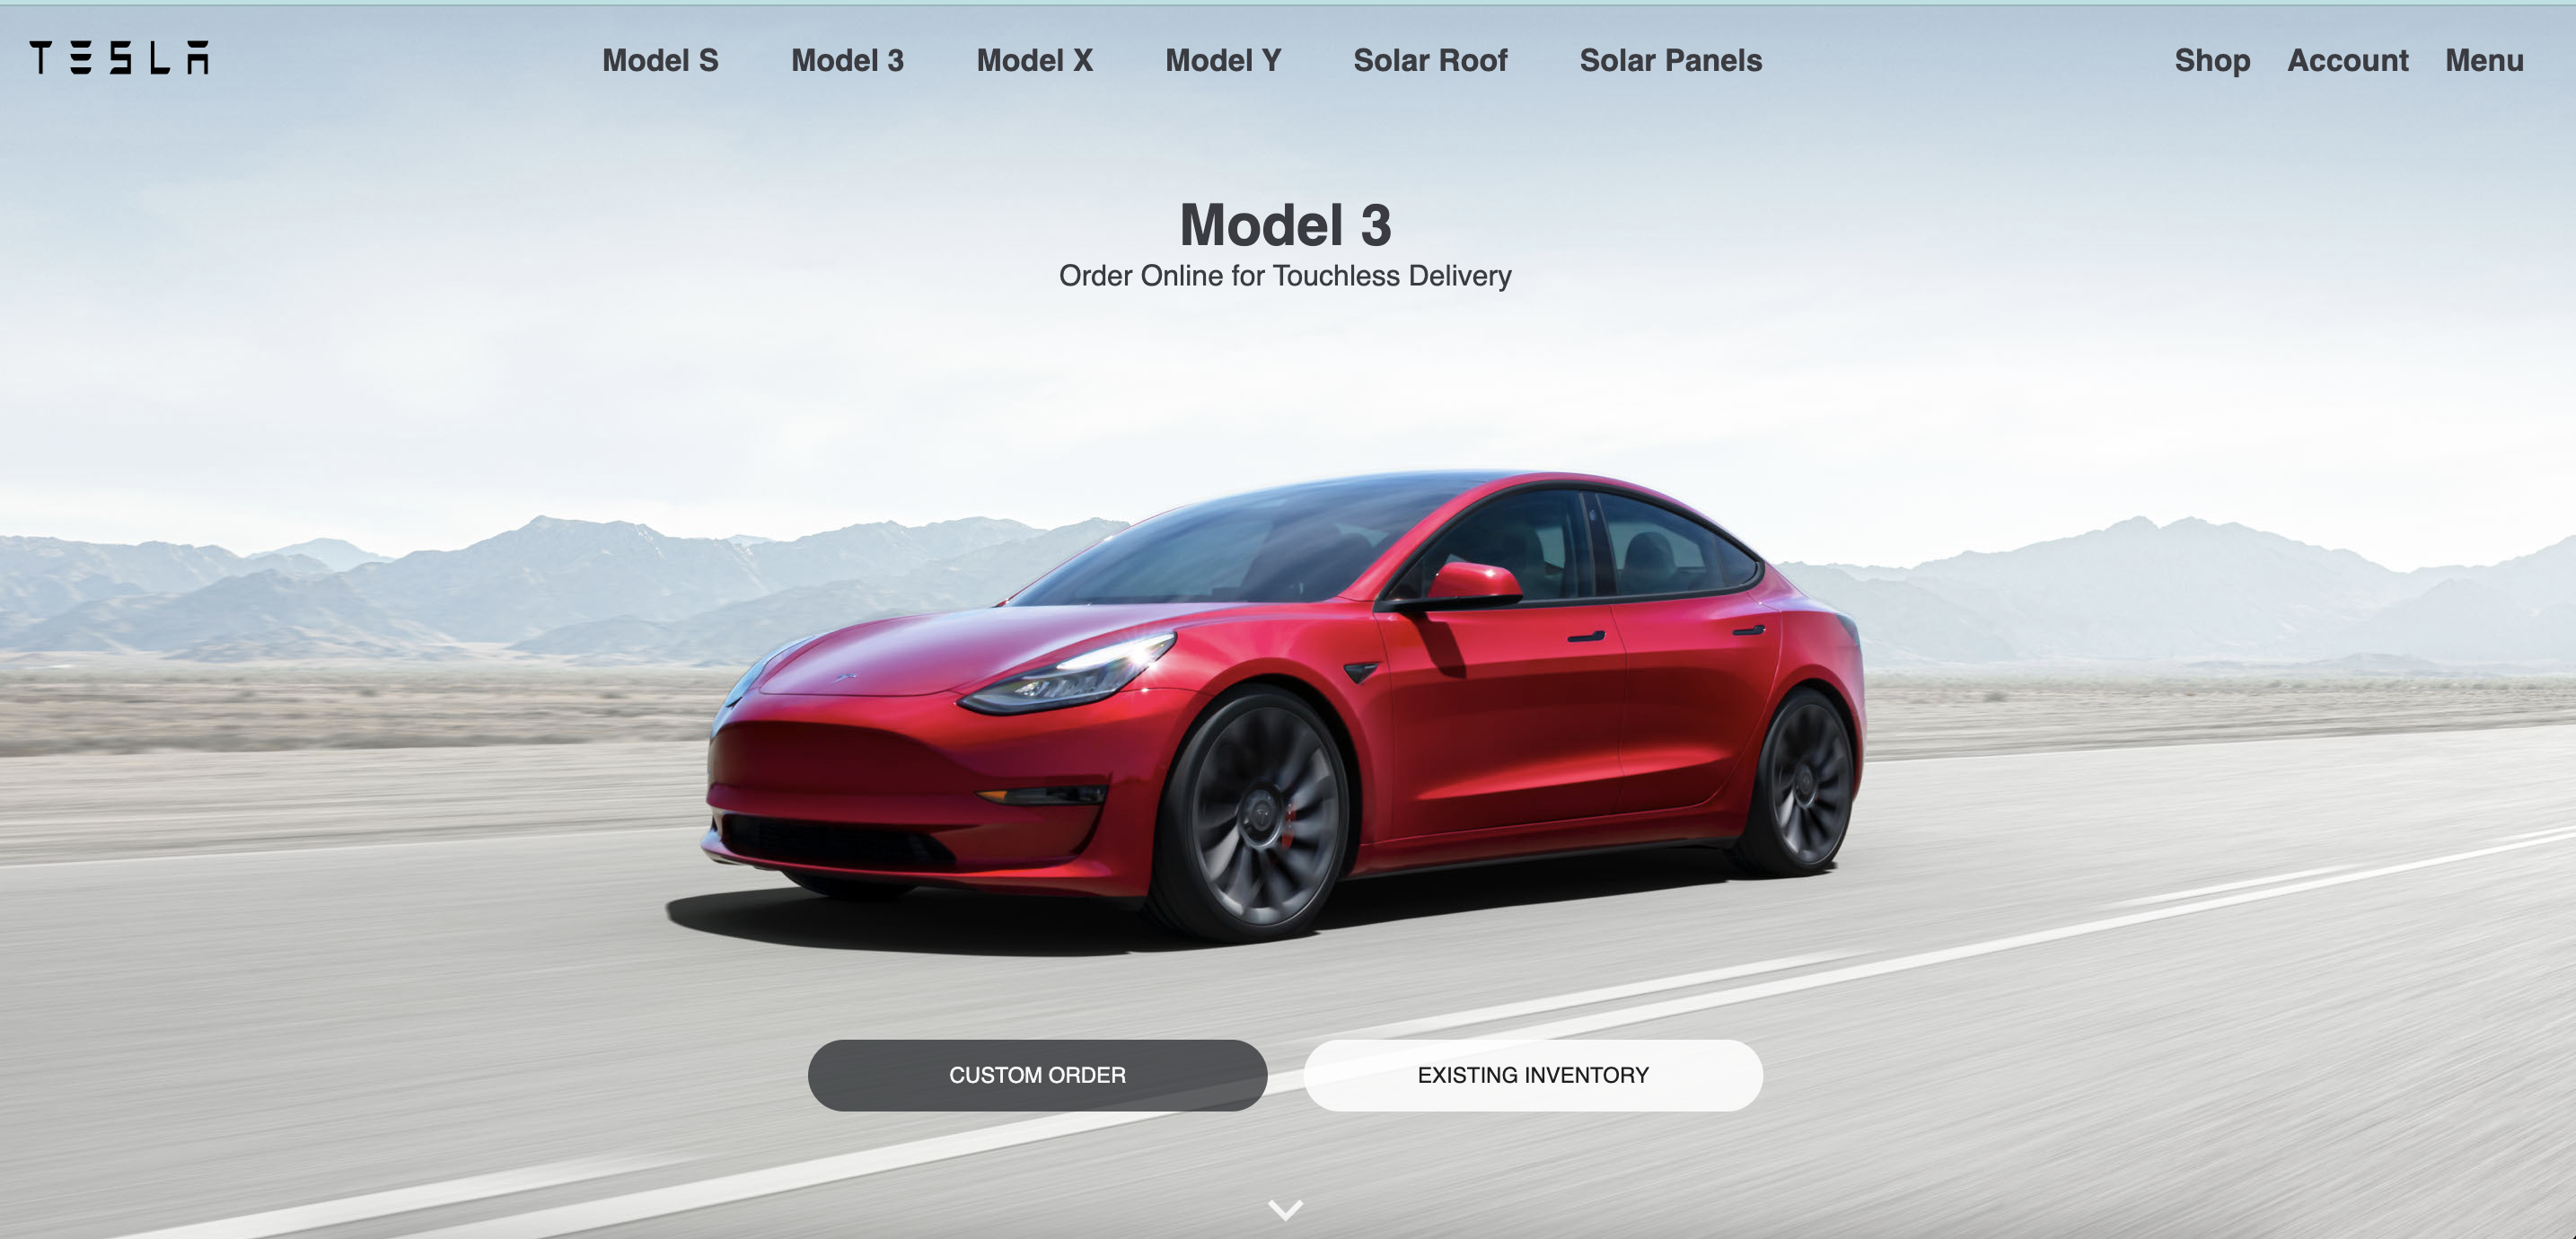 TESLA
Model S Model 3 Model X Model Y Solar Roof Solar Panels
Shop Account Menu
Model 3
Order Online for Touchless Delivery
CUSTOM ORDER
EXISTING INVENTORY